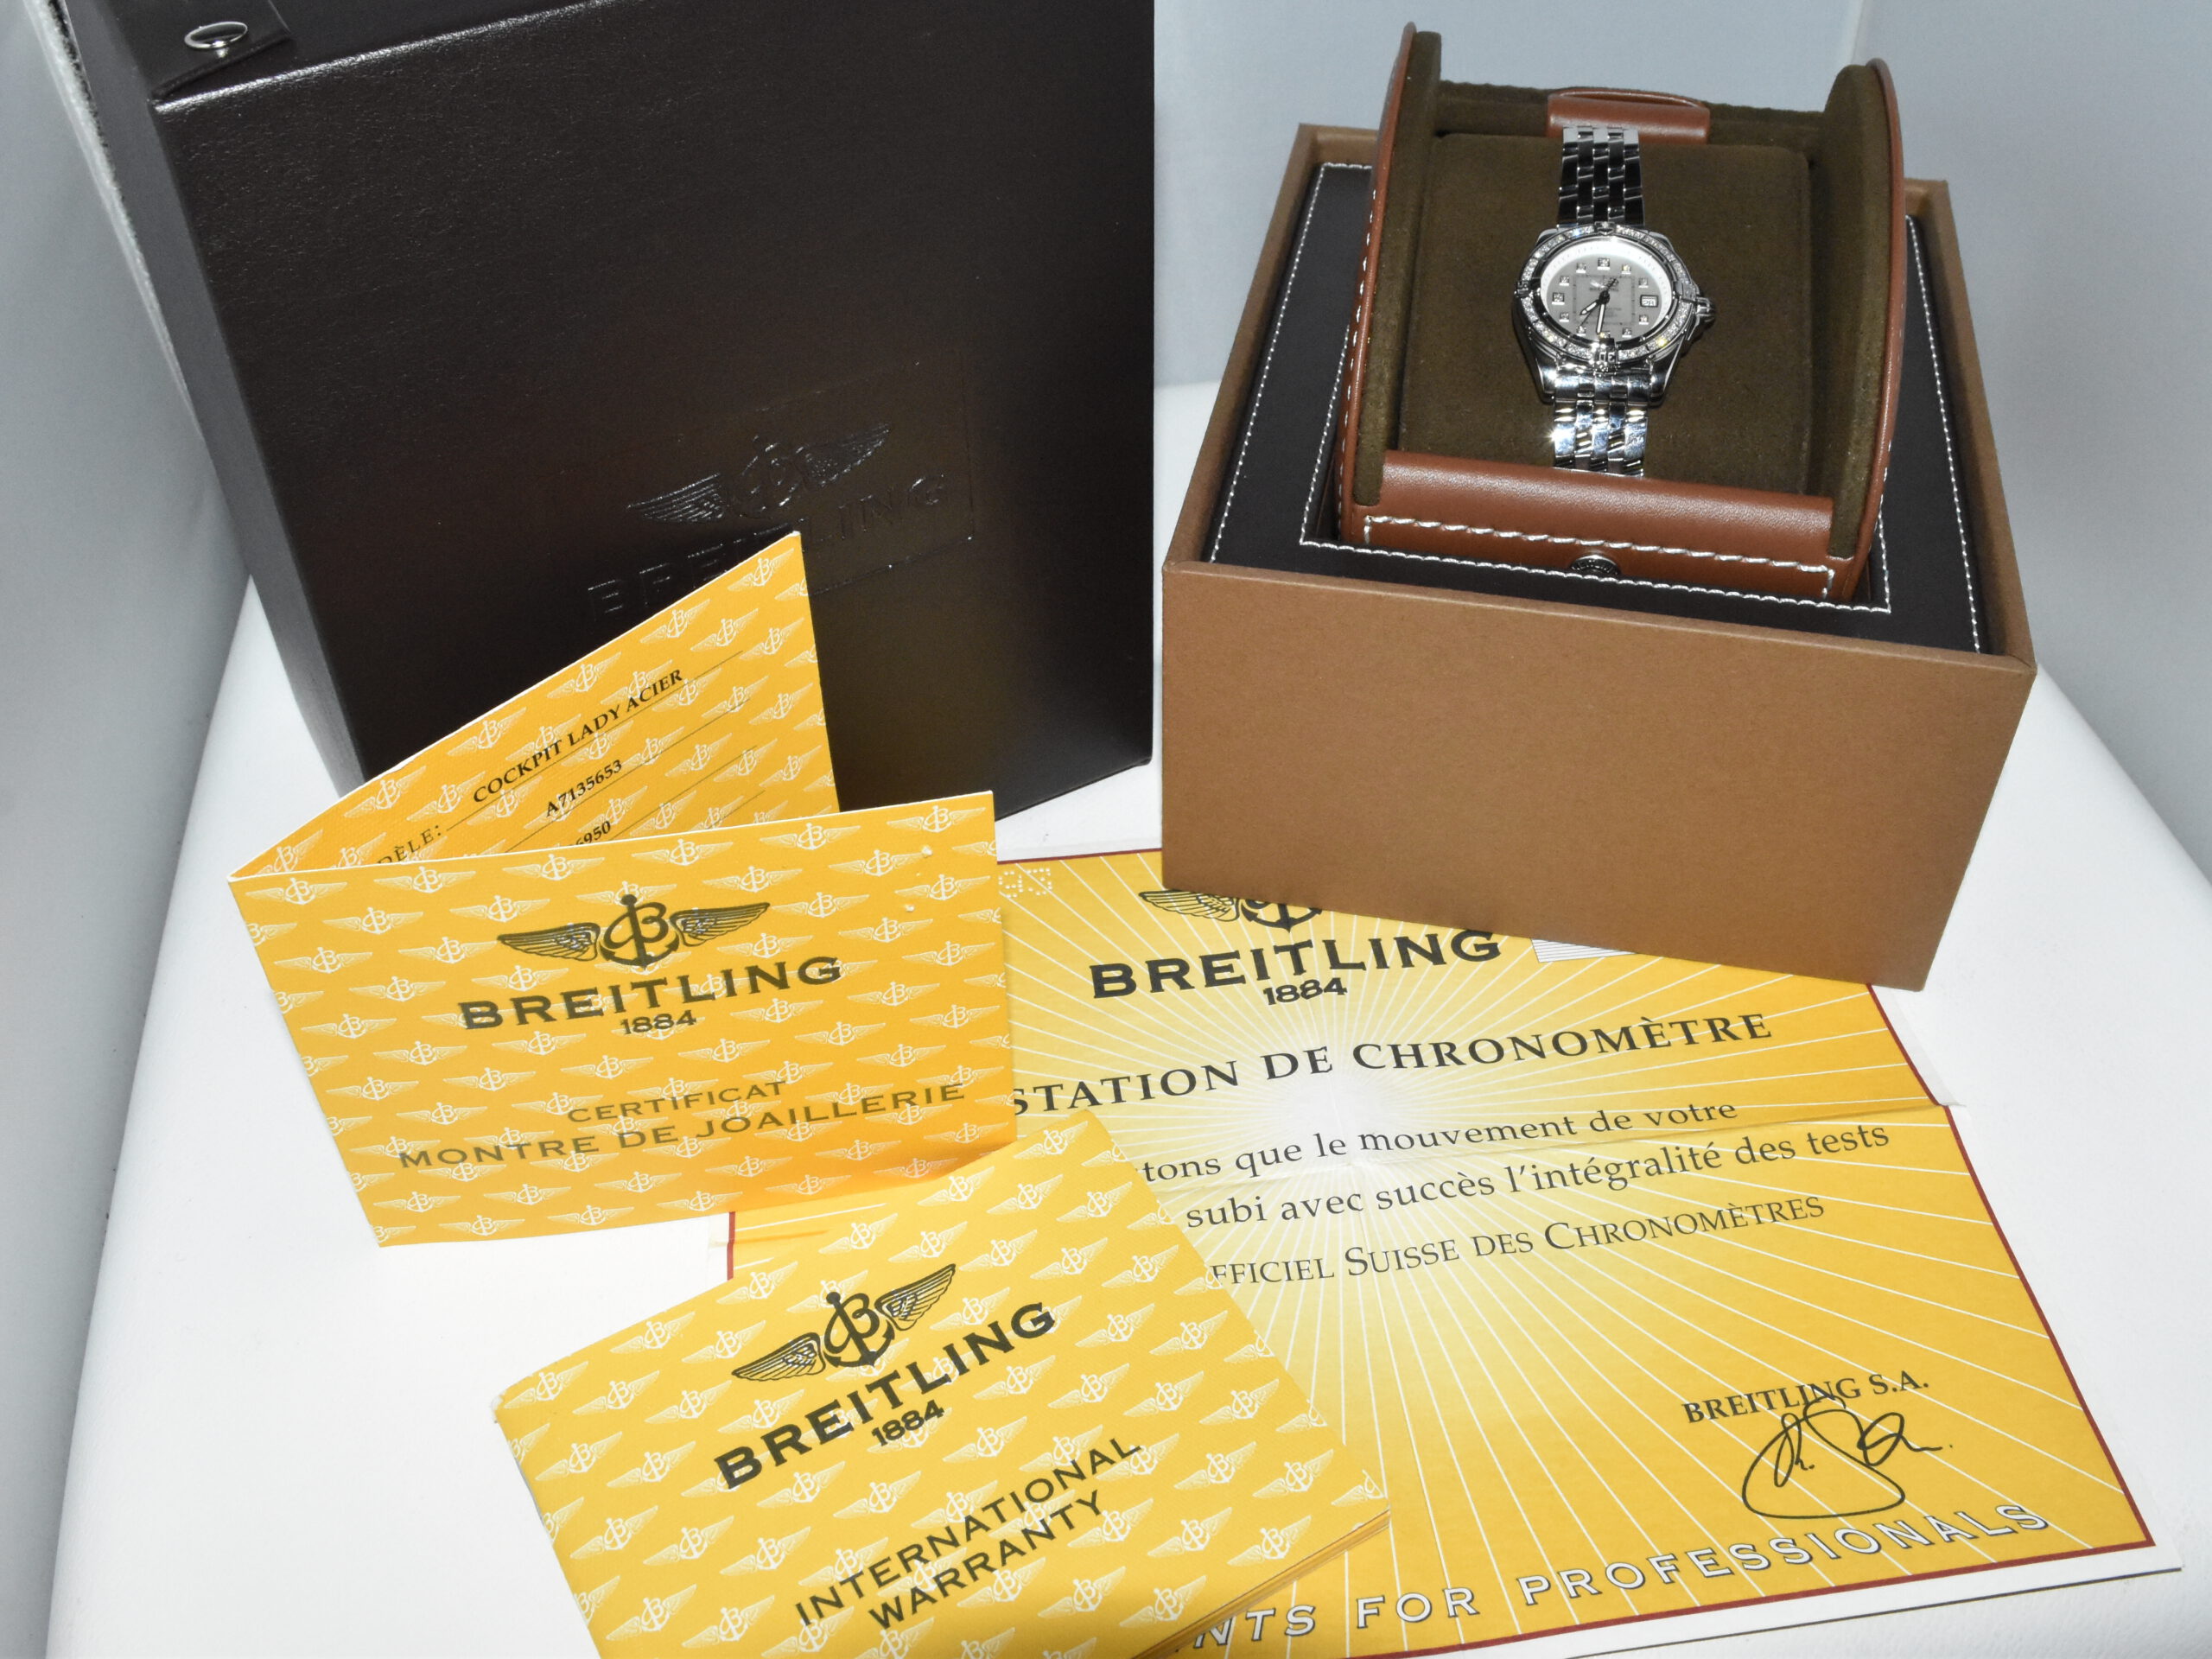 BREITLING
COCKPIT LADY ACIER
DÈLE:
A7135653
6950
BREITLING
1884
CERTIFICAT
MONTRE DE JOAILLERIE
BREITLING
1884
STATION DE CHRONOMÈTRE
tons que le mouvement de votre
subi avec succès l'intégralité des tests
FFICIEL SUISSE DES CHRONOMÈTRES
BREITLING S.A.
NTS FOR PROFESSIONALS
BREITLING
1884
INTERNATIONAL
WARRANTY